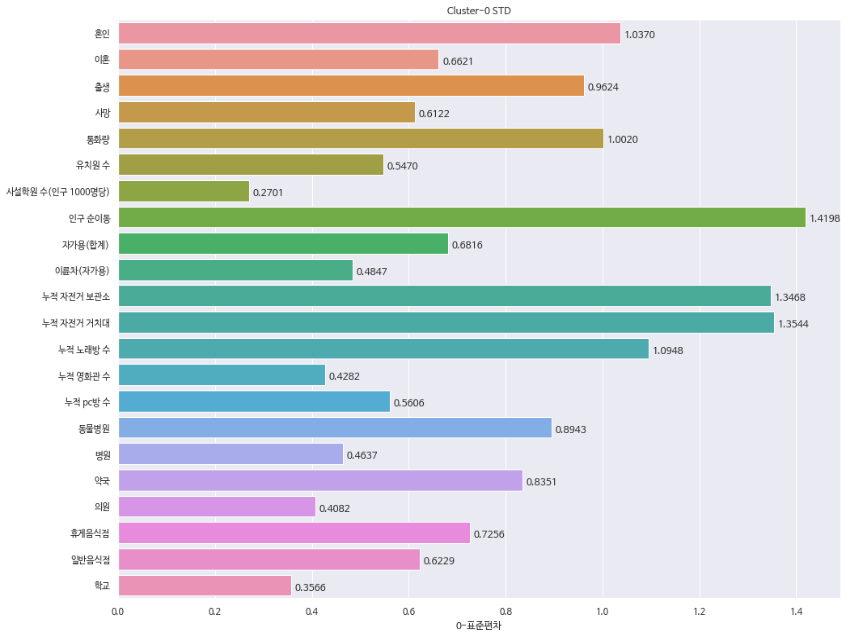 Cluster-0 STD
혼인 1.0370
이혼 0.6621
출생 0.9624
사망 0.6122
통화량 1.0020
유치원 수 0.5470
사설학원 수(인구 1000명당) 0.2701
인구 순이동 1.4198
자가용(합계) 0.6816
이륜차(자가용) 0.4847
누적 자전거 보관소 1.3468
누적 자전거 거치대 1.3544
누적 노래방 수 1.0948
누적 영화관 수 0.4282
누적 pc방 수 0.5606
동물병원 0.8943
병원 0.4637
약국 0.8351
의원 0.4082
휴게음식점 0.7256
일반음식점 0.6229
학교 0.3566
0.0 0.2 0.4 0.6 0.8 1.0 1.2 1.4
0-표준편차